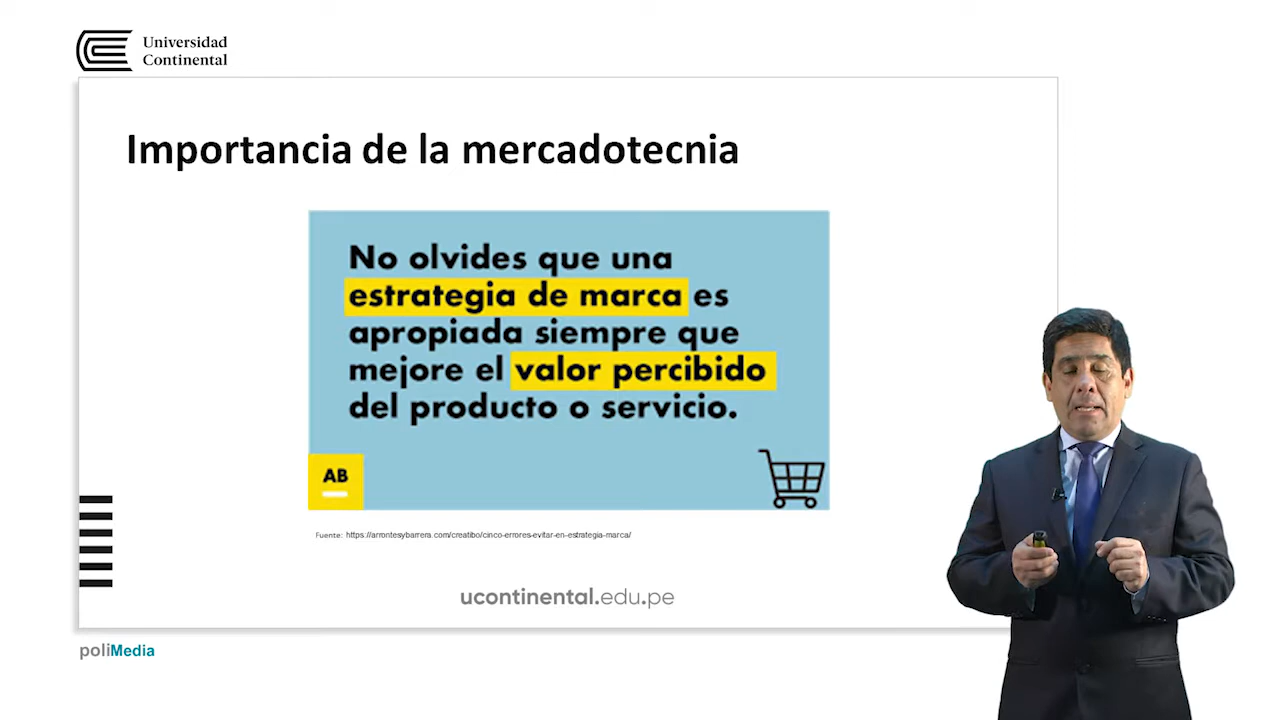 Universidad
Continental
Importancia de la mercadotecnia
No olvides que una
estrategia de marca es
apropiada siempre que
mejore el valor percibido
del producto o servicio.
AB
Fuente: https://arrontesybarrera.com/creatibo/cinco-errores-evitar-en-estrategia-marca/
ucontinental.edu.pe
poliMedia